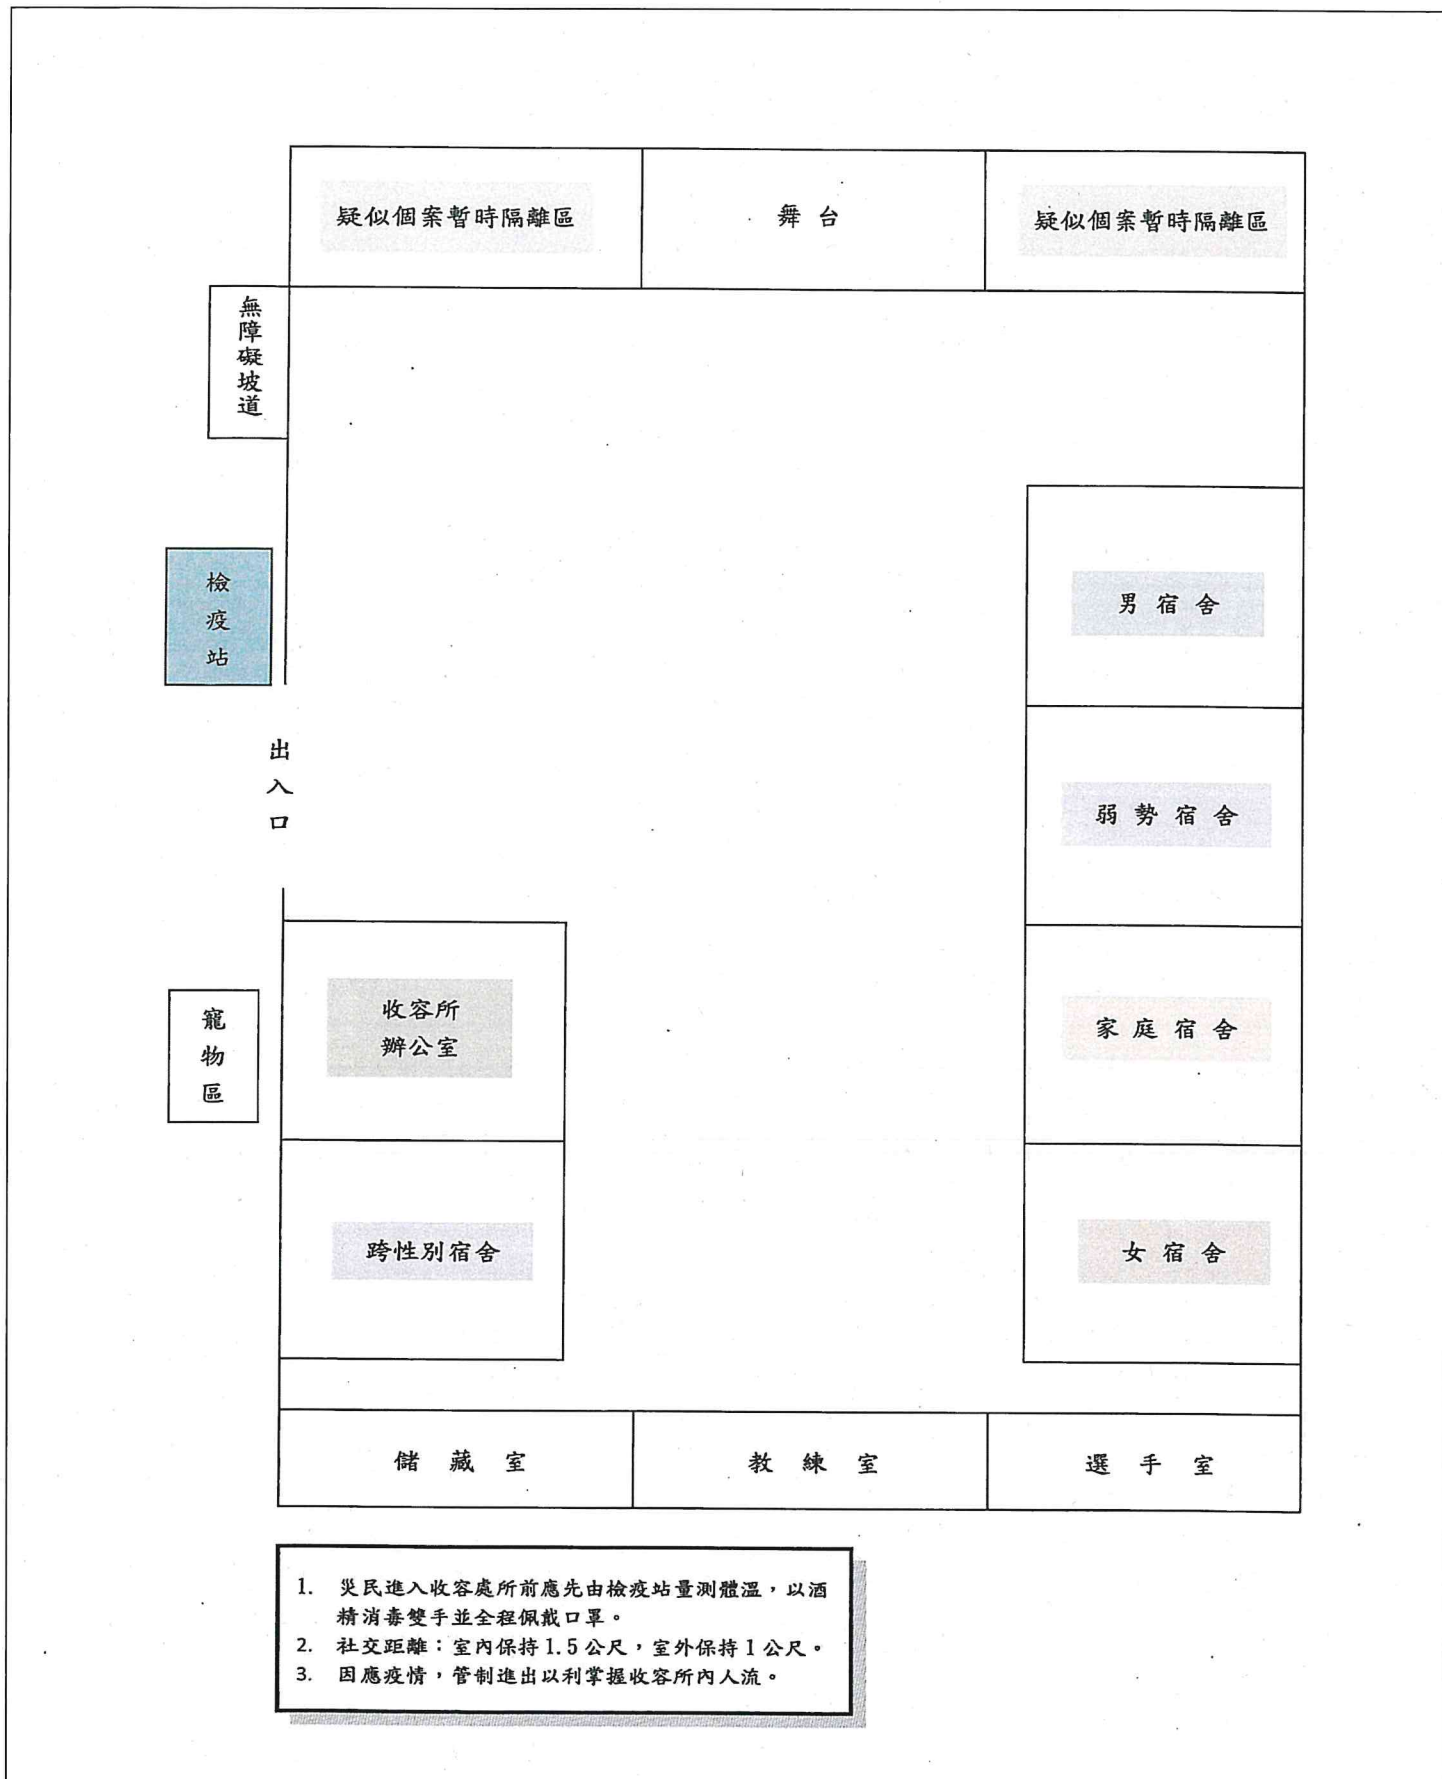 疑似個案暫時隔離區
舞台
疑似個案暫時隔離區
無障礙坡道
檢疫站
男宿舍
出入口
弱勢宿舍
收容所
辦公室
家庭宿舍
寵物區
跨性別宿舍
女宿舍
儲藏室
教練室
選手室
1. 災民進入收容處所前應先由檢疫站量測體溫，以酒
精消毒雙手並全程佩戴口罩。
2. 社交距離：室內保持1.5公尺，室外保持1公尺。
3. 因應疫情，管制進出以利掌握收容所內人流。